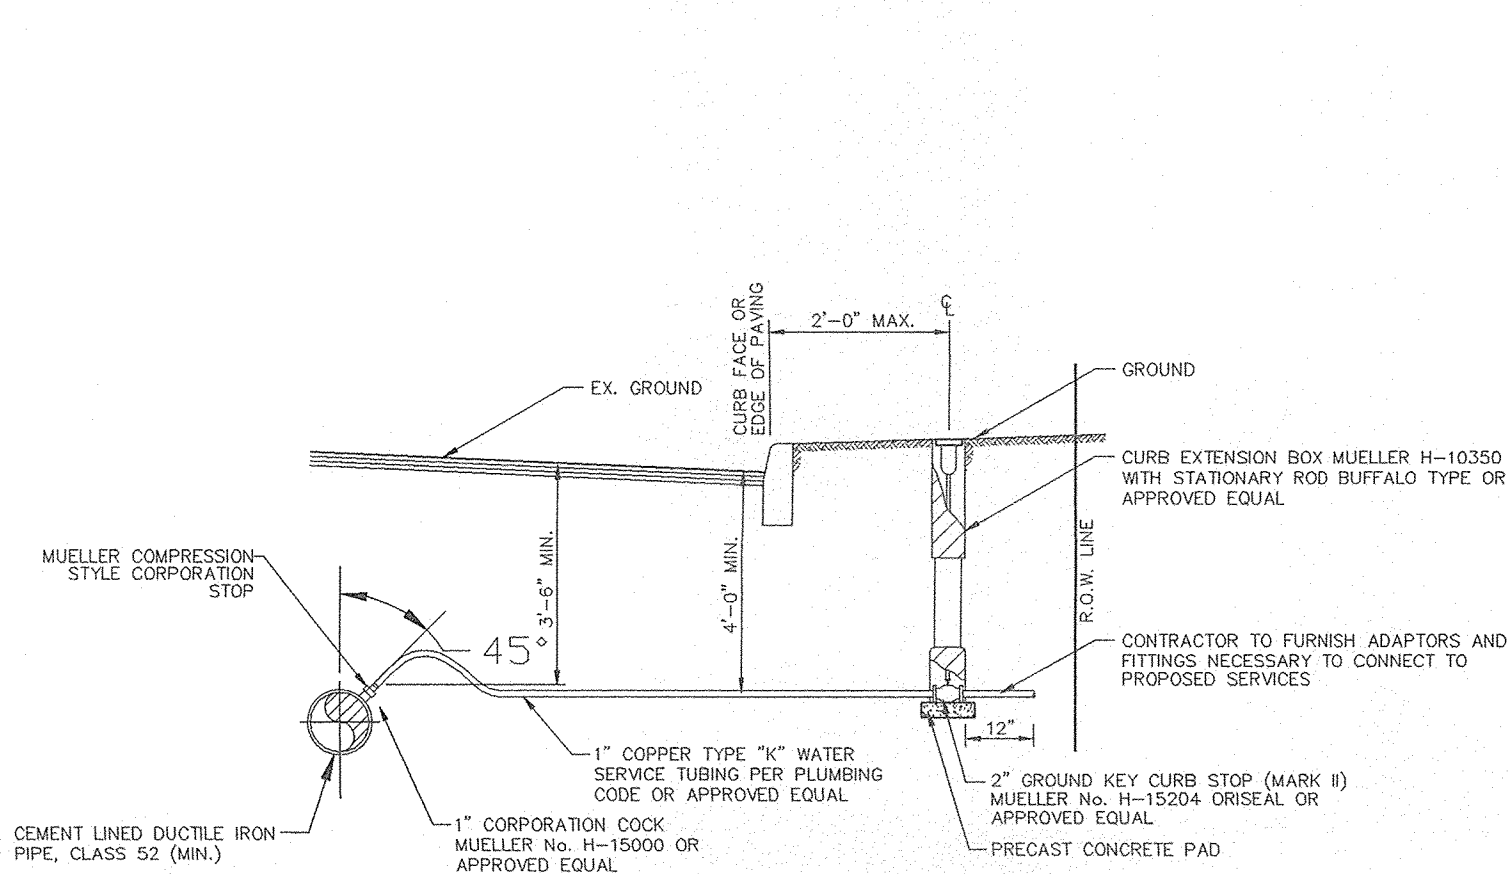 CURB FACE OR
EDGE OF PAVING
2'-0" MAX.
℄
EX. GROUND
GROUND
CURB EXTENSION BOX MUELLER H-10350
WITH STATIONARY ROD BUFFALO TYPE OR
APPROVED EQUAL
MUELLER COMPRESSION
STYLE CORPORATION
STOP
3'-6" MIN.
4'-0" MIN.
R.O.W. LINE
45°
CONTRACTOR TO FURNISH ADAPTORS AND
FITTINGS NECESSARY TO CONNECT TO
PROPOSED SERVICES
12"
1" COPPER TYPE "K" WATER
SERVICE TUBING PER PLUMBING
CODE OR APPROVED EQUAL
2" GROUND KEY CURB STOP (MARK II)
MUELLER No. H-15204 ORISEAL OR
APPROVED EQUAL
CEMENT LINED DUCTILE IRON
PIPE, CLASS 52 (MIN.)
1" CORPORATION COCK
MUELLER No. H-15000 OR
APPROVED EQUAL
PRECAST CONCRETE PAD